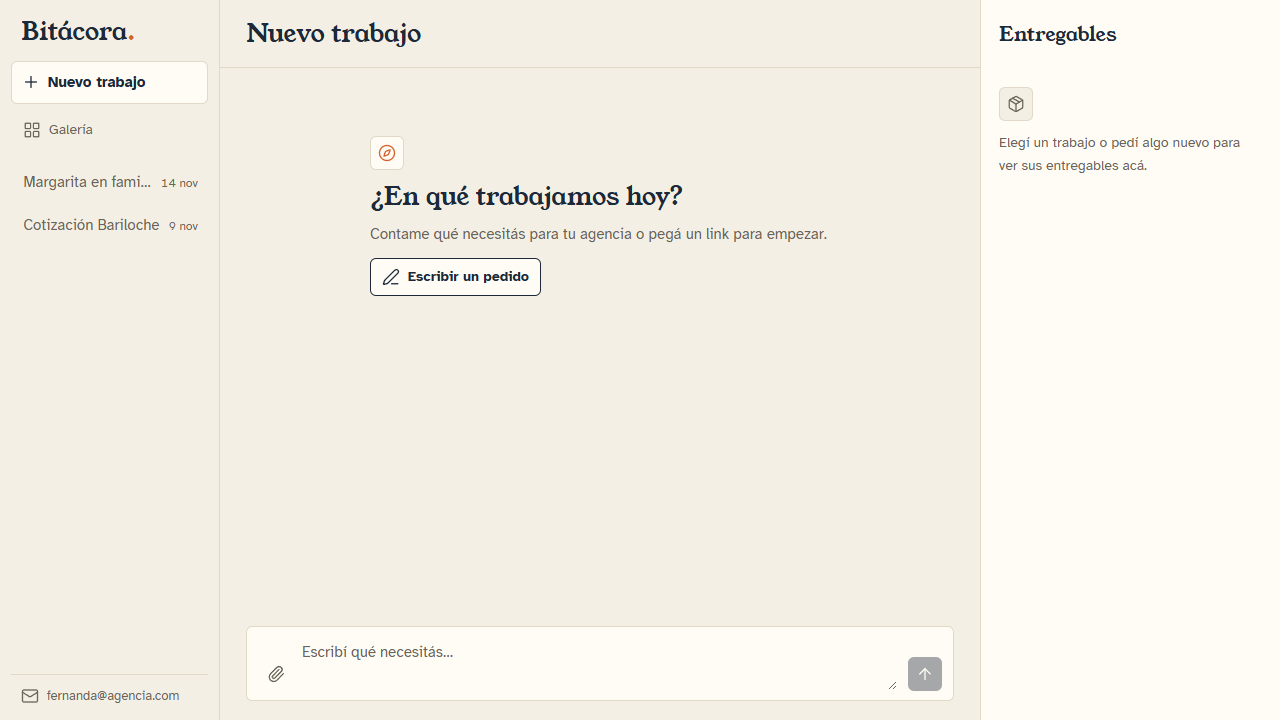 Bitácora.
Nuevo trabajo
Galería
Margarita en fami... 14 nov
Cotización Bariloche 9 nov
fernanda@agencia.com
Nuevo trabajo
¿En qué trabajamos hoy?
Contame qué necesitás para tu agencia o pegá un link para empezar.
Escribir un pedido
Escribí qué necesitás...
Entregables
Elegí un trabajo o pedí algo nuevo para
ver sus entregables acá.